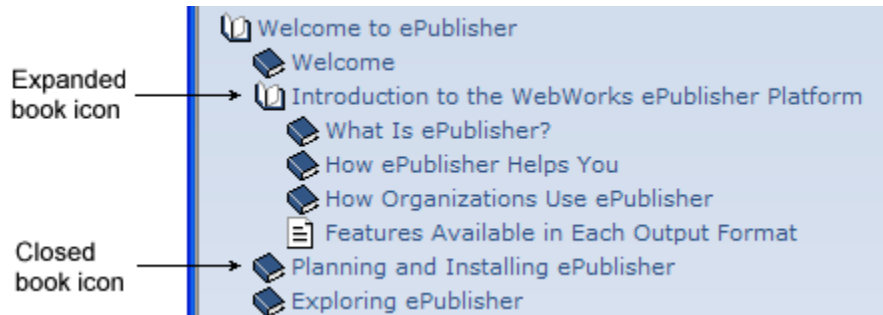 Welcome to ePublisher
Welcome
Expanded
book icon
Introduction to the WebWorks ePublisher Platform
What Is ePublisher?
How ePublisher Helps You
How Organizations Use ePublisher
Features Available in Each Output Format
Closed
book icon
Planning and Installing ePublisher
Exploring ePublisher